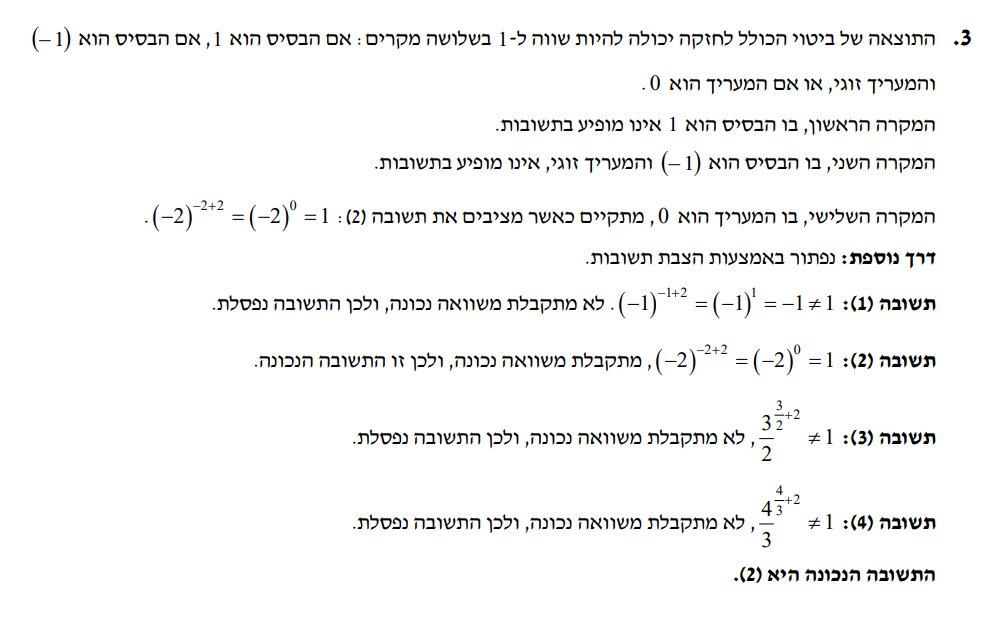 3. התוצאה של ביטוי הכולל לחזקה יכולה להיות שווה ל-1 בשלושה מקרים: אם הבסיס הוא 1, אם הבסיס הוא (−1)
והמעריך זוגי, או אם המעריך הוא 0.
המקרה הראשון, בו הבסיס הוא 1 אינו מופיע בתשובות.
המקרה השני, בו הבסיס הוא (−1) והמעריך זוגי, אינו מופיע בתשובות.
המקרה השלישי, בו המעריך הוא 0, מתקיים כאשר מציבים את תשובה (2): $(-2)^{-2+2} = (-2)^0 = 1$.
דרך נוספת: נפתור באמצעות הצבת תשובות.
תשובה (1): $(-1)^{-1+2} = (-1)^1 = -1 \neq 1$. לא מתקבלת משוואה נכונה, ולכן התשובה נפסלת.
תשובה (2): $(-2)^{-2+2} = (-2)^0 = 1$, מתקבלת משוואה נכונה, ולכן זו התשובה הנכונה.
תשובה (3): $\frac{3^{\frac{3}{2}+2}}{2} \neq 1$, לא מתקבלת משוואה נכונה, ולכן התשובה נפסלת.
תשובה (4): $\frac{4^{\frac{4}{3}+2}}{3} \neq 1$, לא מתקבלת משוואה נכונה, ולכן התשובה נפסלת.
התשובה הנכונה היא (2).